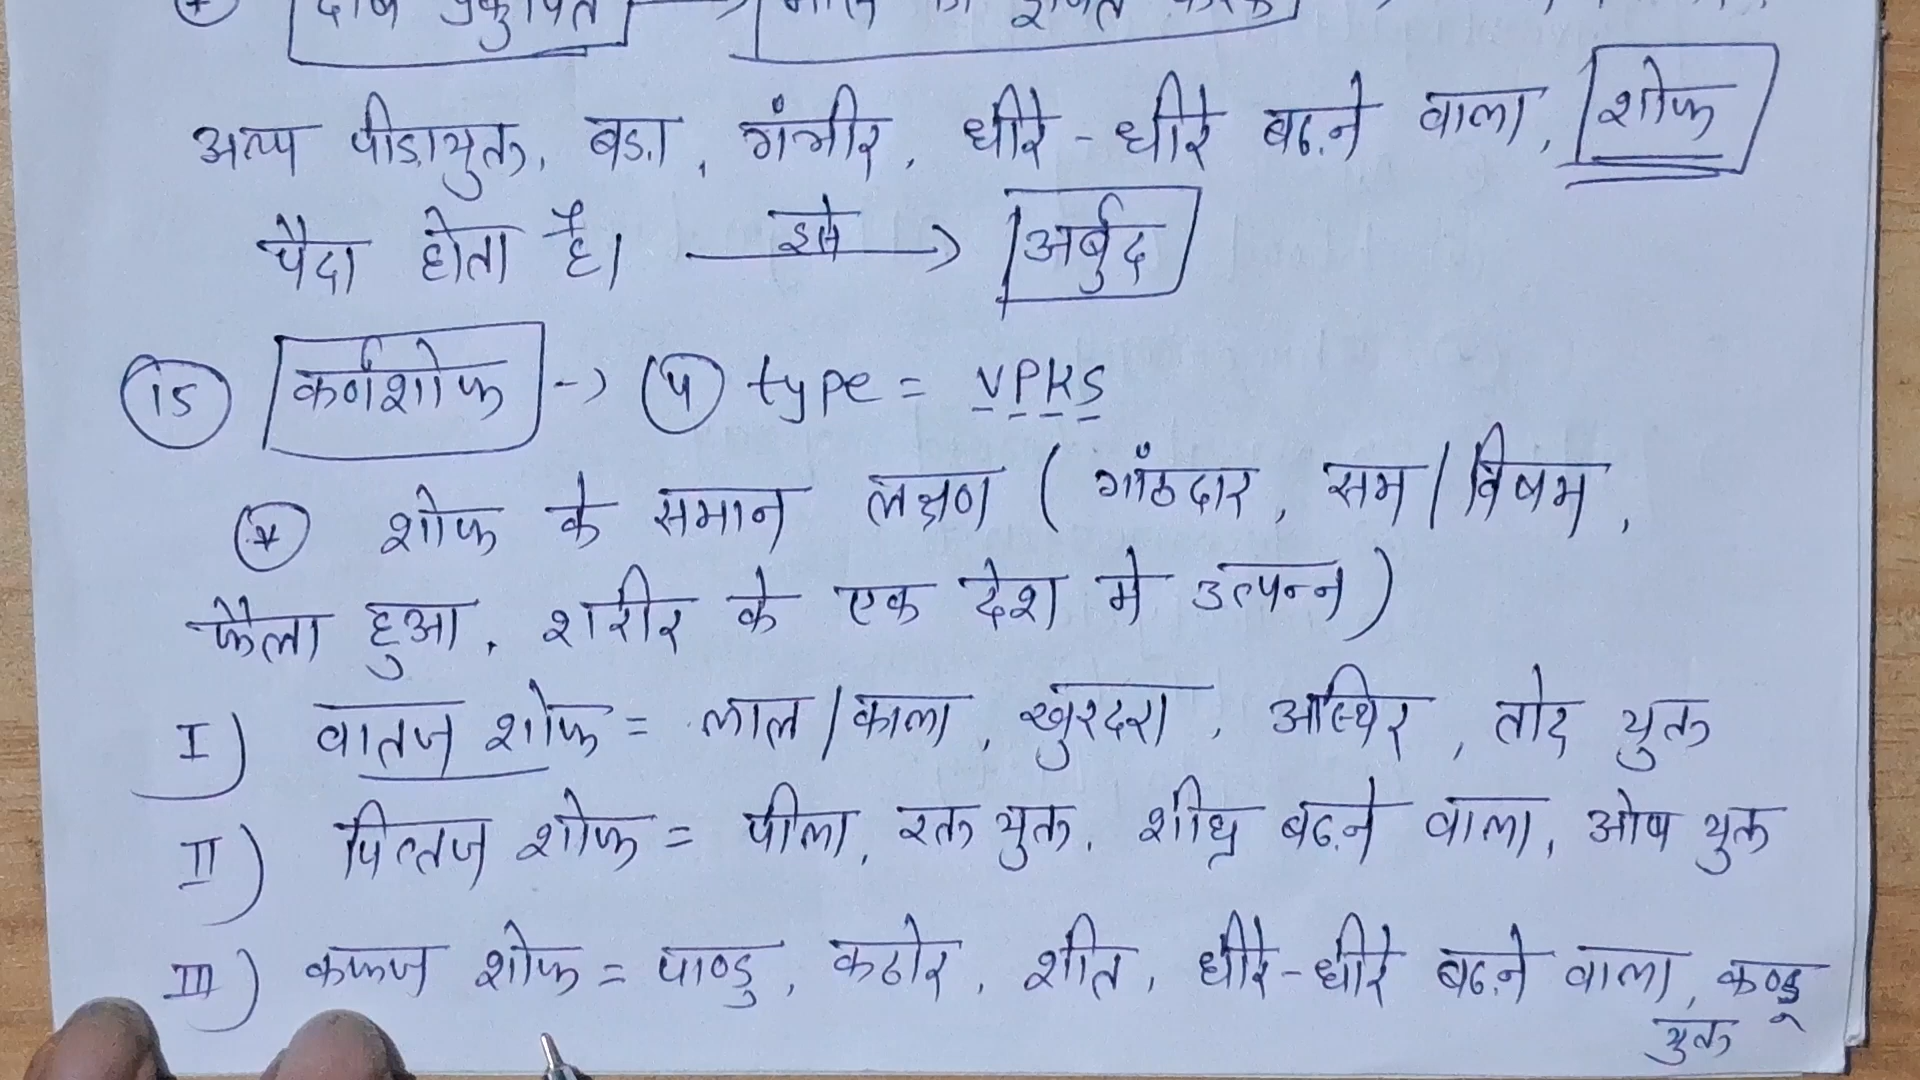 दोष प्रकुपित
अल्प पीडायुक्त, बड़ा, गंभीर, धीरे-धीरे बढ़ने वाला, शोफ
पैदा होता है। इसे → अर्बुद
15 कर्णशोफ -> 4 type = VPKS
* शोफ के समान लक्षण ( गाँठदार, सम/विषम,
फैला हुआ, शरीर के एक देश मे उत्पन्न)
I) वातज शोफ = लाल/काला, खुरदरा, अस्थिर, तोद युक्त
II) पित्तज शोफ = पीला, रक्त युक्त, शीघ्र बढ़ने वाला, ओष युक्त
III) कफज शोफ = पाण्डु, कठोर, शीत, धीरे-धीरे बढ़ने वाला, कण्डू
युक्त